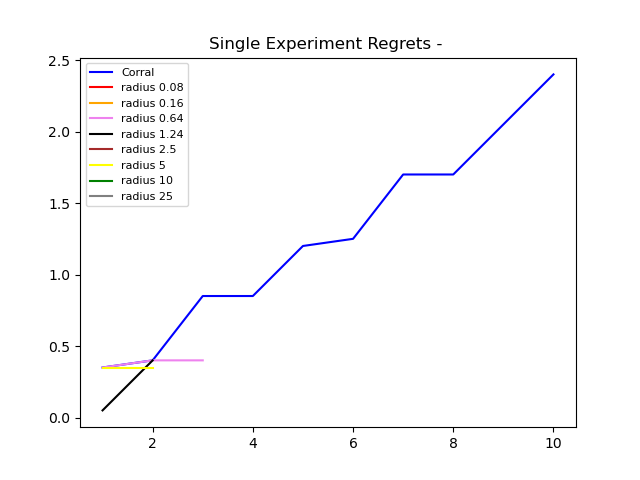 Single Experiment Regrets -
2.5
2.0
1.5
1.0
0.5
0.0
Corral
radius 0.08
radius 0.16
radius 0.64
radius 1.24
radius 2.5
radius 5
radius 10
radius 25
2 4 6 8 10